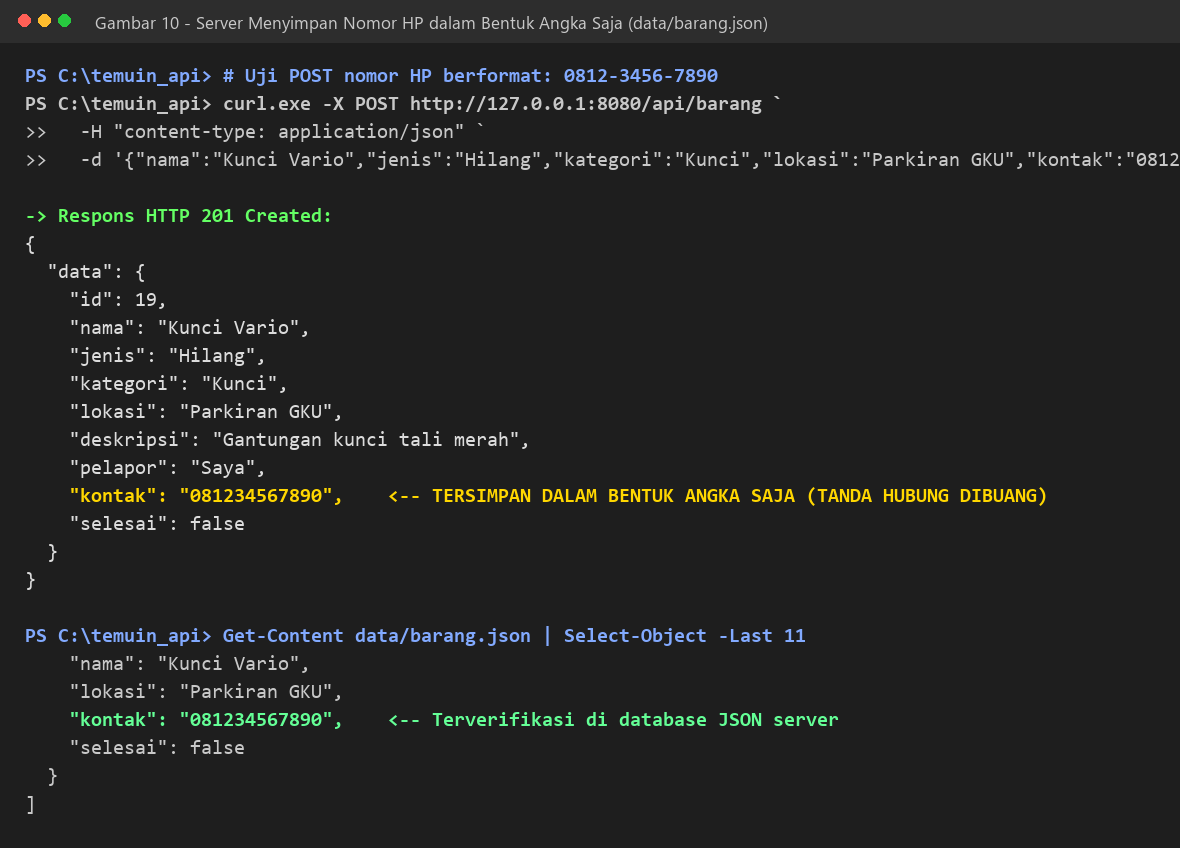 Gambar 10 - Server Menyimpan Nomor HP dalam Bentuk Angka Saja (data/barang.json)
PS C:\temuin_api> # Uji POST nomor HP berformat: 0812-3456-7890
PS C:\temuin_api> curl.exe -X POST http://127.0.0.1:8080/api/barang `
>>   -H "content-type: application/json" `
>>   -d '{"nama":"Kunci Vario","jenis":"Hilang","kategori":"Kunci","lokasi":"Parkiran GKU","kontak":"0812
-> Respons HTTP 201 Created:
{
  "data": {
    "id": 19,
    "nama": "Kunci Vario",
    "jenis": "Hilang",
    "kategori": "Kunci",
    "lokasi": "Parkiran GKU",
    "deskripsi": "Gantungan kunci tali merah",
    "pelapor": "Saya",
    "kontak": "081234567890",    <-- TERSIMPAN DALAM BENTUK ANGKA SAJA (TANDA HUBUNG DIBUANG)
    "selesai": false
  }
}
PS C:\temuin_api> Get-Content data/barang.json | Select-Object -Last 11
    "nama": "Kunci Vario",
    "lokasi": "Parkiran GKU",
    "kontak": "081234567890",    <-- Terverifikasi di database JSON server
    "selesai": false
  }
]